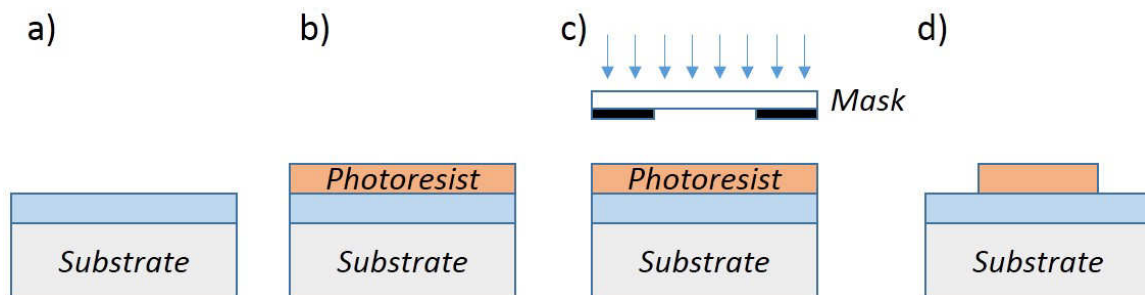 a)
b)
c)
d)
Mask
Photoresist
Photoresist
Substrate
Substrate
Substrate
Substrate